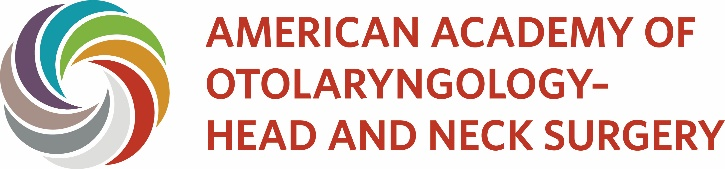 AMERICAN ACADEMY OF
OTOLARYNGOLOGY–
HEAD AND NECK SURGERY